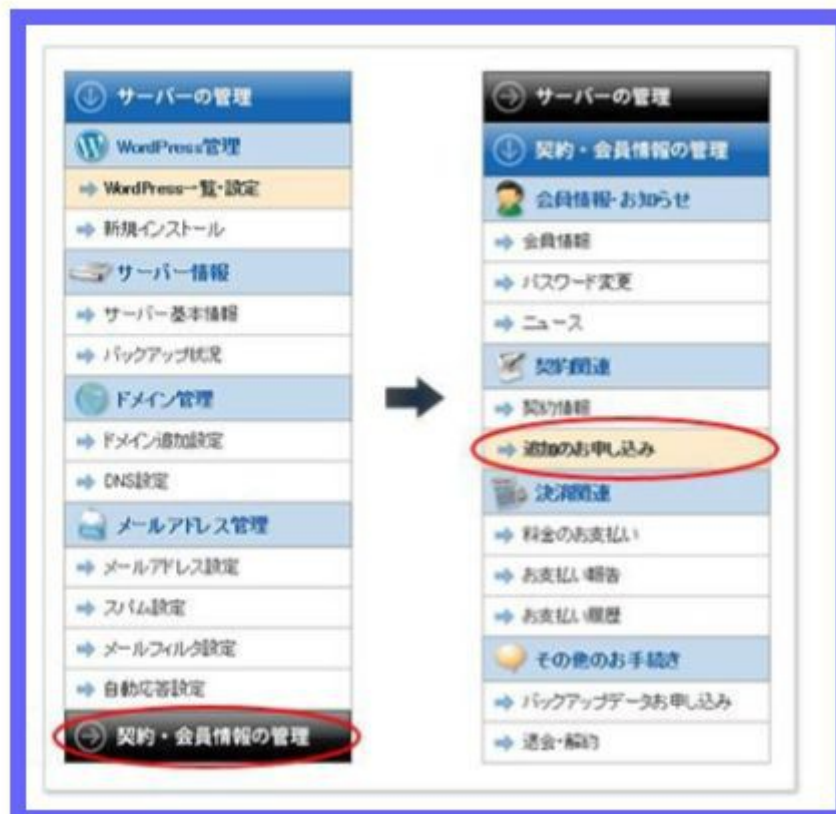 サーバーの管理
WordPress管理
WordPress一覧・設定
新規インストール
サーバー情報
サーバー基本情報
バックアップ状況
ドメイン管理
ドメイン追加設定
DNS設定
メールアドレス管理
メールアドレス設定
スパム設定
メールフィルタ設定
自動応答設定
契約・会員情報の管理
サーバーの管理
契約・会員情報の管理
会員情報・お知らせ
会員情報
パスワード変更
ニュース
契約関連
契約情報
追加のお申し込み
決済関連
料金のお支払い
お支払い報告
お支払い履歴
その他のお手続き
バックアップデータお申し込み
退会・解約